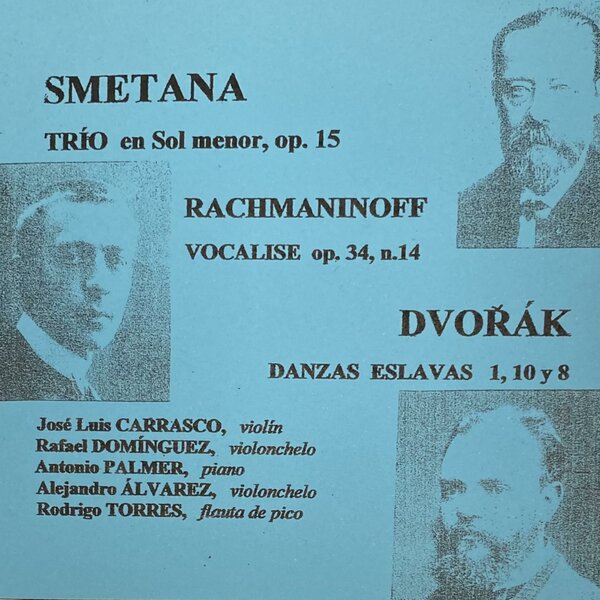 SMETANA
TRÍO en Sol menor, op. 15
RACHMANINOFF
VOCALISE op. 34, n.14
DVOŘÁK
DANZAS ESLAVAS 1, 10 y 8
José Luis CARRASCO, violín
Rafael DOMÍNGUEZ, violonchelo
Antonio PALMER, piano
Alejandro ÁLVAREZ, violonchelo
Rodrigo TORRES, flauta de pico